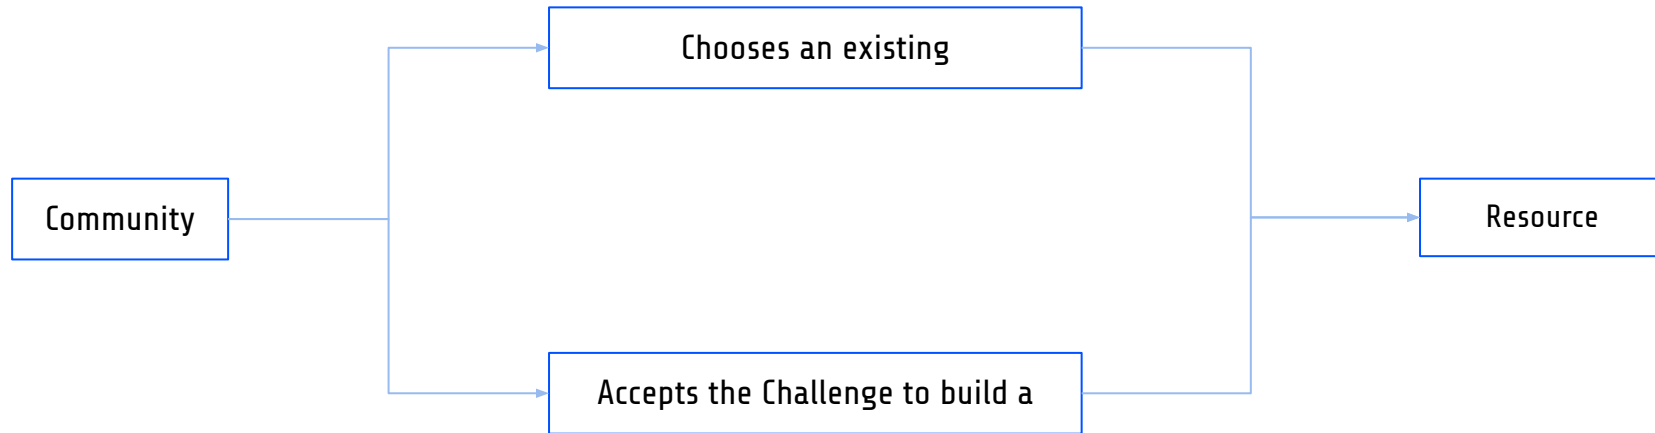 Chooses an existing
Community
Resource
Accepts the Challenge to build a